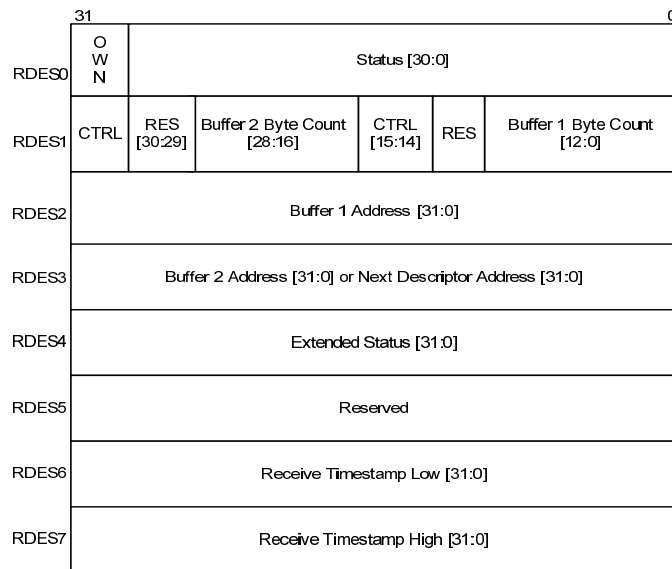 31 0
RDES0
O
W
N
Status [30:0]
RDES1
CTRL
RES
[30:29]
Buffer 2 Byte Count
[28:16]
CTRL
[15:14]
RES
Buffer 1 Byte Count
[12:0]
RDES2
Buffer 1 Address [31:0]
RDES3
Buffer 2 Address [31:0] or Next Descriptor Address [31:0]
RDES4
Extended Status [31:0]
RDES5
Reserved
RDES6
Receive Timestamp Low [31:0]
RDES7
Receive Timestamp High [31:0]